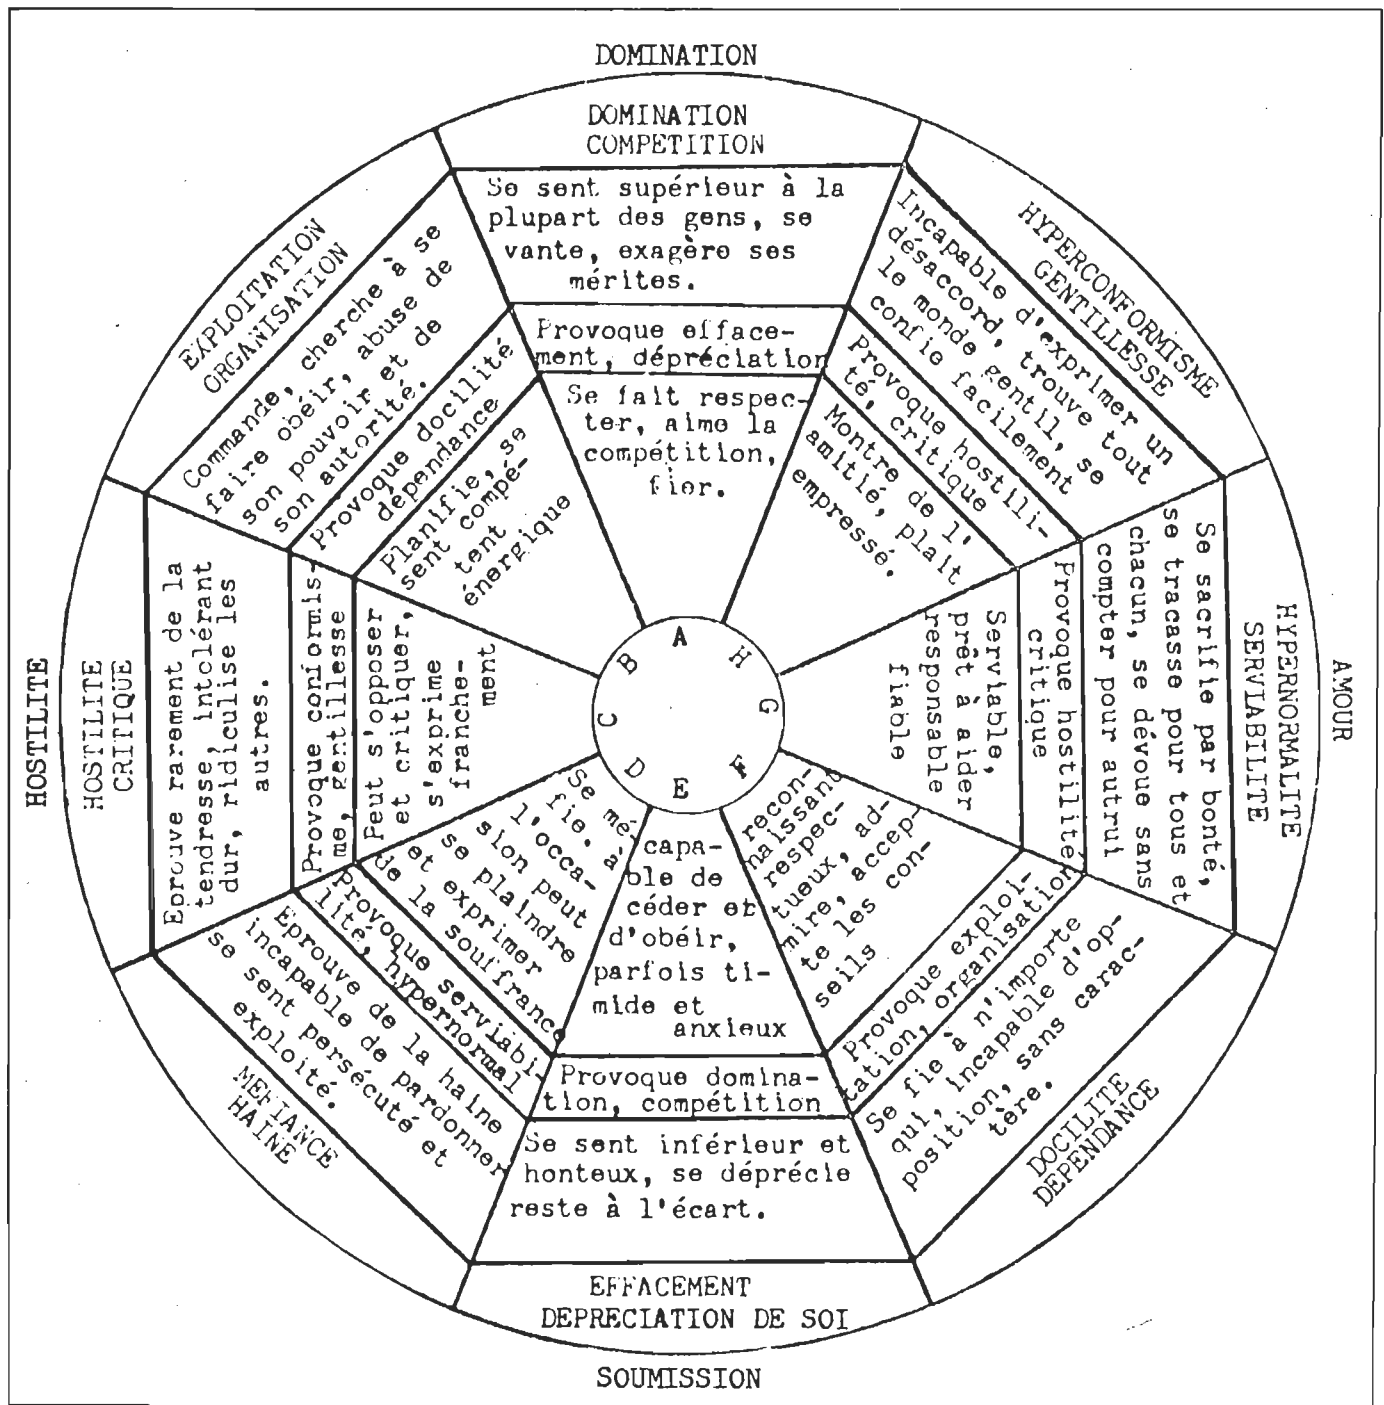 DOMINATION
DOMINATION
COMPETITION
Se sent supérieur à la
plupart des gens, se
vante, exagère ses
mérites.
Provoque efface-
ment, dépréciation
Se fait respec-
ter, aime la
compétition,
fier.
A
HYPERCONFORMISME
GENTILLESSE
Incapable d'exprimer un
désaccord, trouve tout
le monde gentil, se
confie facilement
Provoque hostili-
té, critique
Montre de l'
amitié, plait
empressé.
H
AMOUR
HYPERNORMALITE
SERVIABILITE
Se sacrifie par bonté,
se tracasse pour tous et
chacun, se dévoue sans
compter pour autrui
Provoque hostilité
critique
Serviable,
prêt à aider
responsable
fiable
G
DOCILITE
DEPENDANCE
Se fie à n'importe
qui, incapable d'op-
position, sans carac-
tère.
Provoque exploi-
tation, organisation
recon-
naissant
respec-
tueux, ad-
mire, accep-
te les con-
seils
F
E
capa-
ble de
céder et
d'obéir,
parfois ti-
mide et
anxieux
Provoque domina-
tion, compétition
Se sent inférieur et
honteux, se déprécie
reste à l'écart.
EFFACEMENT
DEPRECIATION DE SOI
SOUMISSION
D
Se mé-
fie, à
l'occa-
sion peut
se plaindre
et exprimer
de la souffrance
Provoque serviabi-
lité, hypernormal
Eprouve de la haine
incapable de pardonner
se sent persécuté et
exploité.
MEFIANCE
HAINE
HOSTILITE
HOSTILITE
CRITIQUE
Eprouve rarement de la
tendresse, intolérant
dur, ridiculise les
autres.
Provoque conformis-
me, gentillesse
Peut s'opposer
et critiquer,
s'exprime
franche-
ment
C
EXPLOITATION
ORGANISATION
Commande, cherche à se
faire obéir, abuse de
son pouvoir et de
son autorité.
Provoque docilité
dépendance
Planifie, se
sent compé-
tent
énergique
B